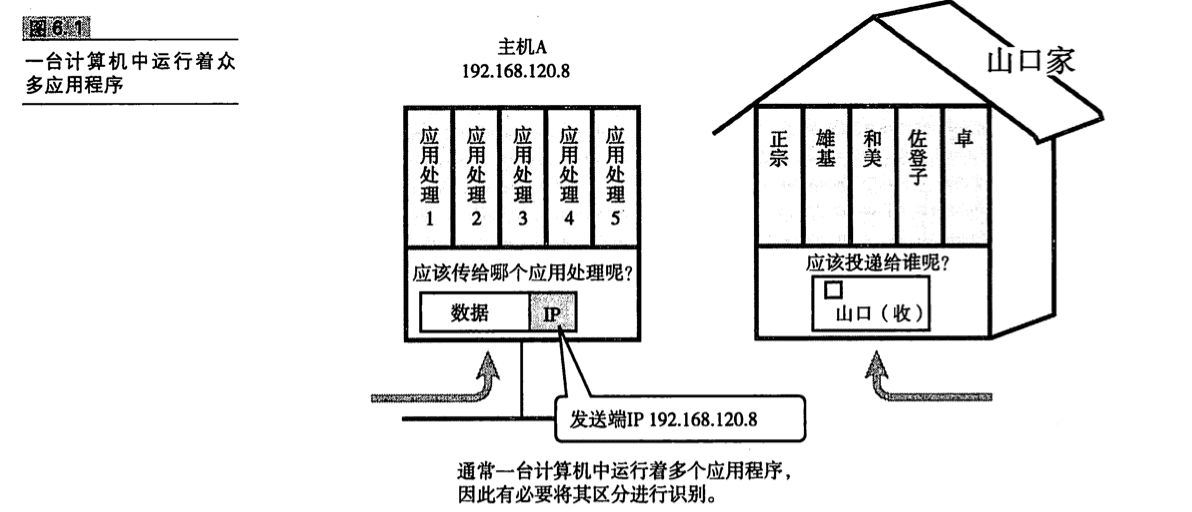 图6.1
一台计算机中运行着众
多应用程序
主机A
192.168.120.8
应用处理1
应用处理2
应用处理3
应用处理4
应用处理5
应该传给哪个应用处理呢?
数据
IP
发送端IP 192.168.120.8
山口家
正宗
雄基
和美
佐登子
卓
应该投递给谁呢?
山口（收）
通常一台计算机中运行着多个应用程序，
因此有必要将其区分进行识别。